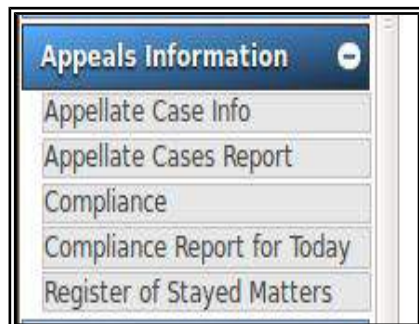 Appeals Information
Appellate Case Info
Appellate Cases Report
Compliance
Compliance Report for Today
Register of Stayed Matters